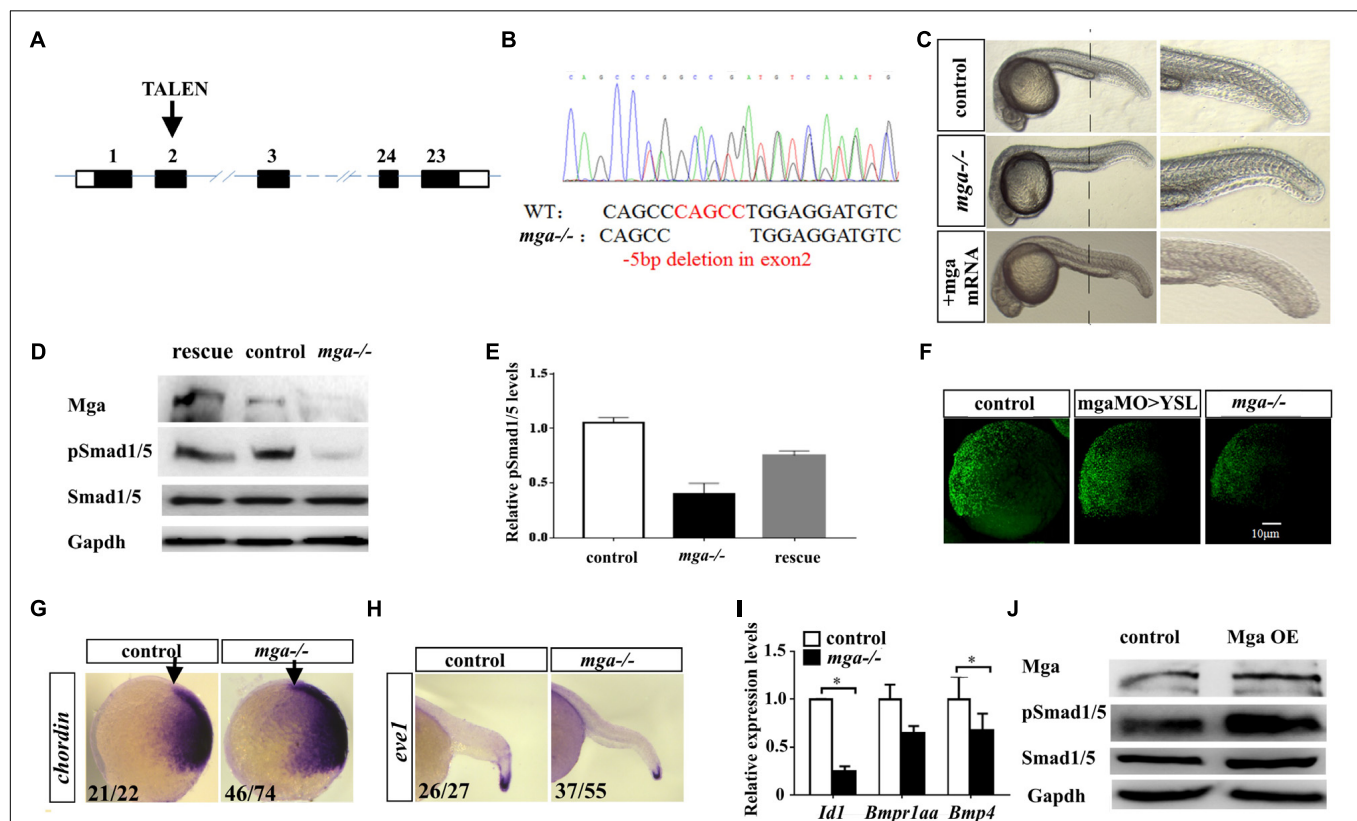 A
TALEN
1 2 3 24 23
B
C A G C C C G G C C G A T G T C A A A T G
WT: CAGCCCAGCCTGGAGGATGTC
mga-/- : CAGCC TGGAGGATGTC
-5bp deletion in exon2
C
control
mga-/-
+mga
mRNA
D
rescue control mga-/-
Mga
pSmad1/5
Smad1/5
Gapdh
E
Relative pSmad1/5 levels
1.0
0.5
0.0
control mga-/- rescue
F
control mgaMO>YSL mga-/-
10μm
G
control mga-/-
chordin
21/22 46/74
H
control mga-/-
eve1
26/27 37/55
I
control
mga-/-
Relative expression levels
1.5
1.0
0.5
0
* *
Id1 Bmpr1aa Bmp4
J
control Mga OE
Mga
pSmad1/5
Smad1/5
Gapdh